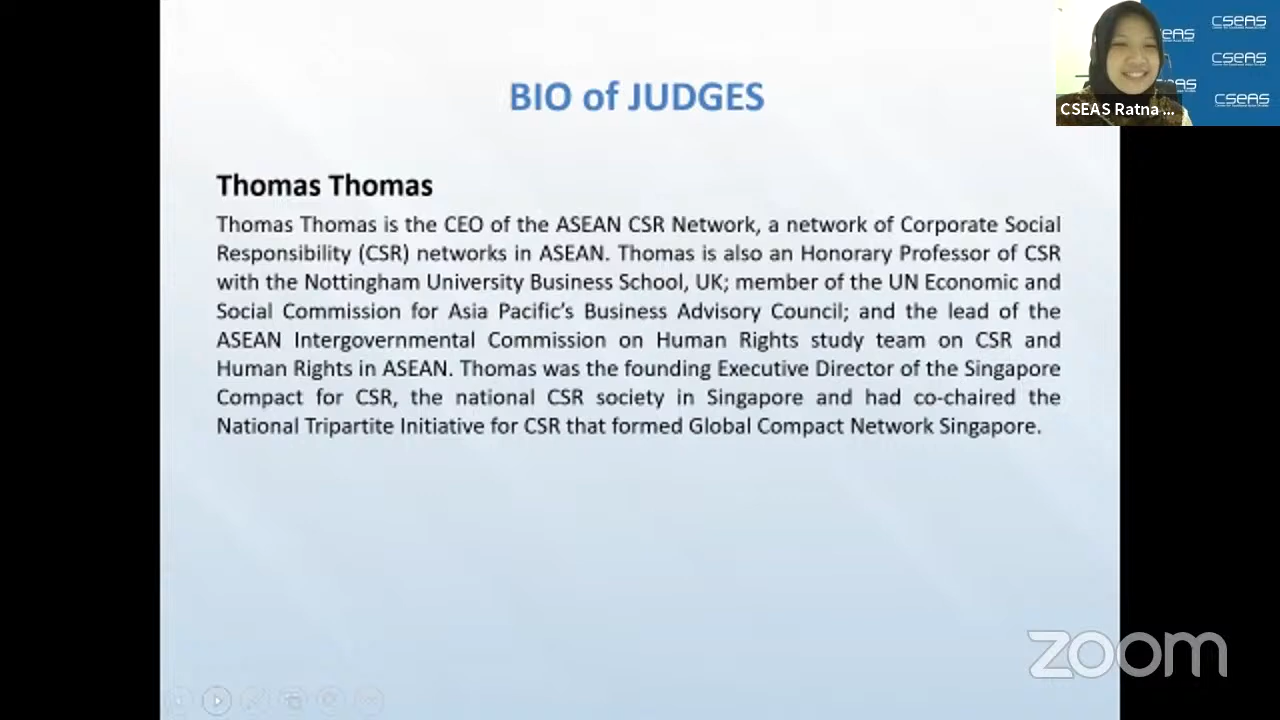 BIO of JUDGES
Thomas Thomas
Thomas Thomas is the CEO of the ASEAN CSR Network, a network of Corporate Social
Responsibility (CSR) networks in ASEAN. Thomas is also an Honorary Professor of CSR
with the Nottingham University Business School, UK; member of the UN Economic and
Social Commission for Asia Pacific's Business Advisory Council; and the lead of the
ASEAN Intergovernmental Commission on Human Rights study team on CSR and
Human Rights in ASEAN. Thomas was the founding Executive Director of the Singapore
Compact for CSR, the national CSR society in Singapore and had co-chaired the
National Tripartite Initiative for CSR that formed Global Compact Network Singapore.
CSEAS
CSEAS
CSEAS
CSEAS Ratna ...
zoom